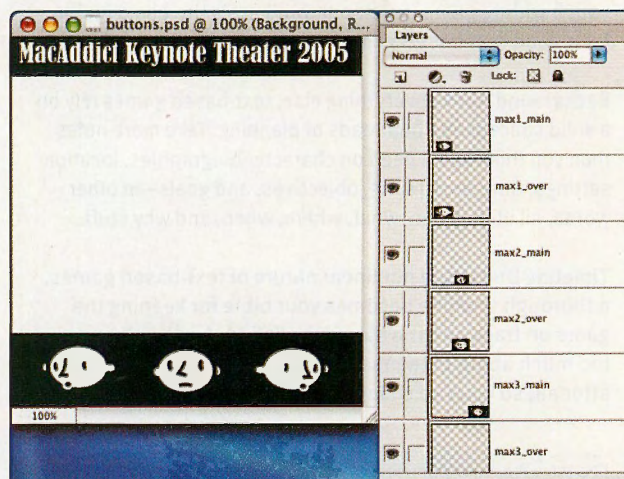 buttons.psd @ 100% (Background, R...
MacAddict Keynote Theater 2005
100%
Layers
Normal
Opacity: 100%
Lock:
max1_main
max1_over
max2_main
max2_over
max3_main
max3_over